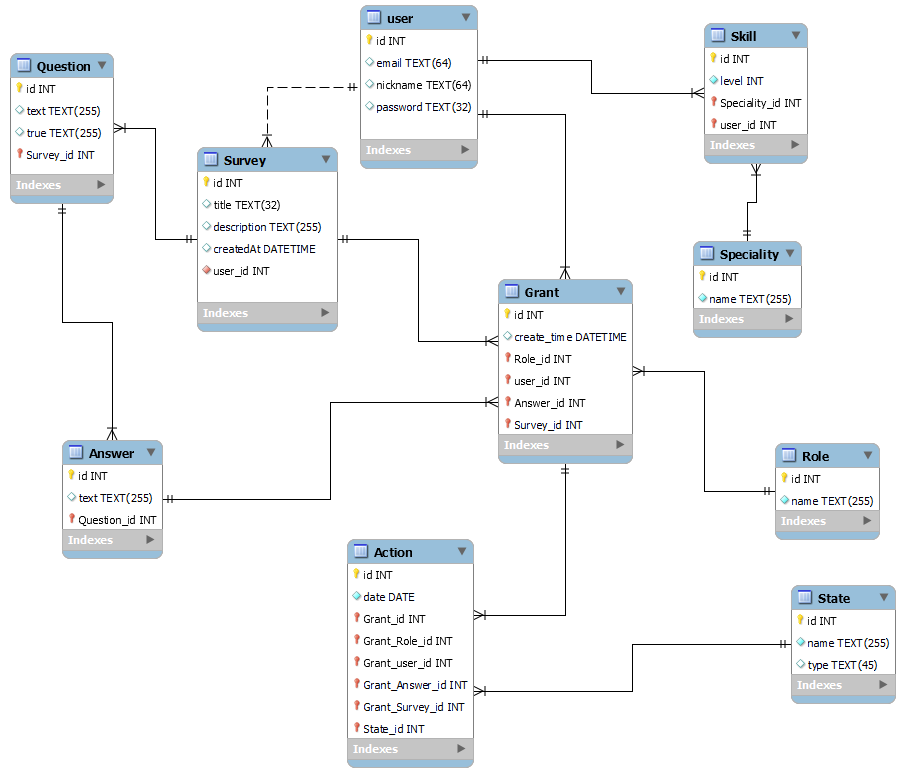 user
id INT
email TEXT(64)
nickname TEXT(64)
password TEXT(32)
Indexes
Skill
id INT
level INT
Speciality_id INT
user_id INT
Indexes
Question
id INT
text TEXT(255)
true TEXT(255)
Survey_id INT
Indexes
Survey
id INT
title TEXT(32)
description TEXT(255)
createdAt DATETIME
user_id INT
Indexes
Speciality
id INT
name TEXT(255)
Indexes
Grant
id INT
create_time DATETIME
Role_id INT
user_id INT
Answer_id INT
Survey_id INT
Indexes
Answer
id INT
text TEXT(255)
Question_id INT
Indexes
Role
id INT
name TEXT(255)
Indexes
Action
id INT
date DATE
Grant_id INT
Grant_Role_id INT
Grant_user_id INT
Grant_Answer_id INT
Grant_Survey_id INT
State_id INT
Indexes
State
id INT
name TEXT(255)
type TEXT(45)
Indexes